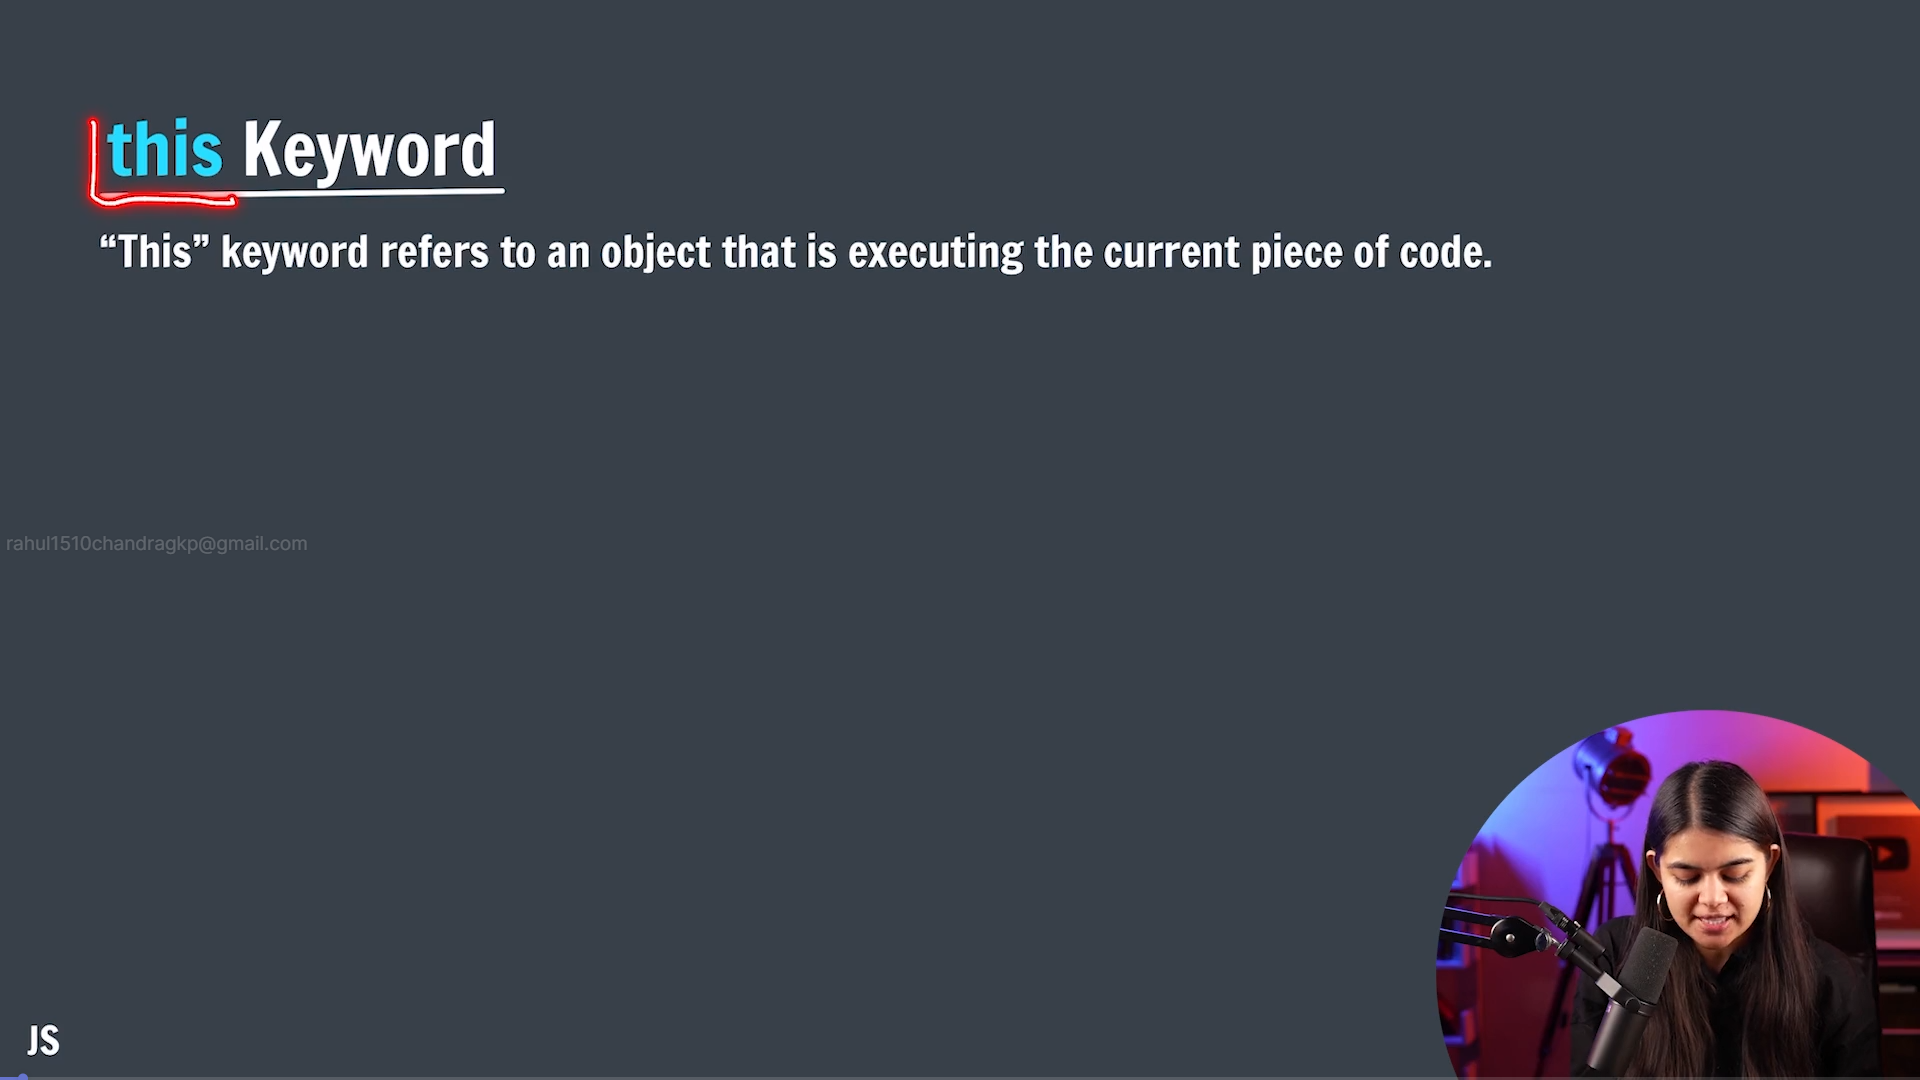 this Keyword
“This” keyword refers to an object that is executing the current piece of code.
rahul1510chandragkp@gmail.com
JS